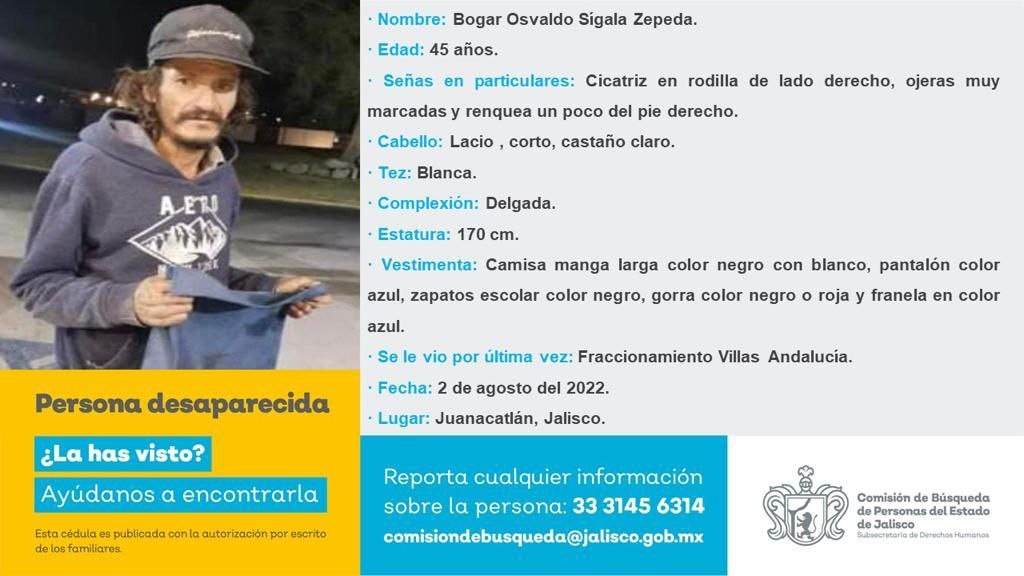 · Nombre: Bogar Osvaldo Sígala Zepeda.
· Edad: 45 años.
· Señas en particulares: Cicatriz en rodilla de lado derecho, ojeras muy
marcadas y renquea un poco del pie derecho.
· Cabello: Lacio , corto, castaño claro.
· Tez: Blanca.
· Complexión: Delgada.
· Estatura: 170 cm.
· Vestimenta: Camisa manga larga color negro con blanco, pantalón color
azul, zapatos escolar color negro, gorra color negro o roja y franela en color
azul.
· Se le vio por última vez: Fraccionamiento Villas Andalucía.
· Fecha: 2 de agosto del 2022.
· Lugar: Juanacatlán, Jalisco.
Persona desaparecida
¿La has visto?
Ayúdanos a encontrarla
Esta cédula es publicada con la autorización por escrito
de los familiares.
Reporta cualquier información
sobre la persona: 33 3145 6314
comisiondebusqueda@jalisco.gob.mx
Comisión de Búsqueda
de Personas del Estado
de Jalisco
Subsecretaría de Derechos Humanos